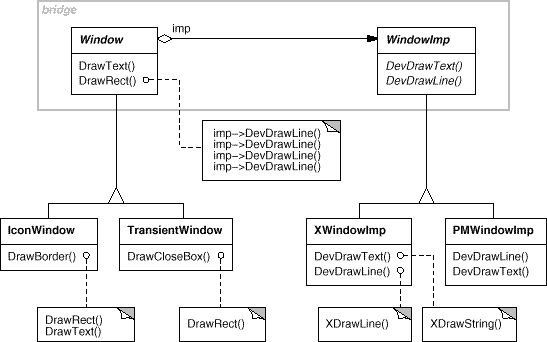 bridge
Window
imp
WindowImp
DrawText()
DrawRect()
DevDrawText()
DevDrawLine()
imp->DevDrawLine()
imp->DevDrawLine()
imp->DevDrawLine()
imp->DevDrawLine()
IconWindow
DrawBorder()
TransientWindow
DrawCloseBox()
XWindowImp
DevDrawText()
DevDrawLine()
PMWindowImp
DevDrawLine()
DevDrawText()
DrawRect()
DrawText()
DrawRect()
XDrawLine()
XDrawString()